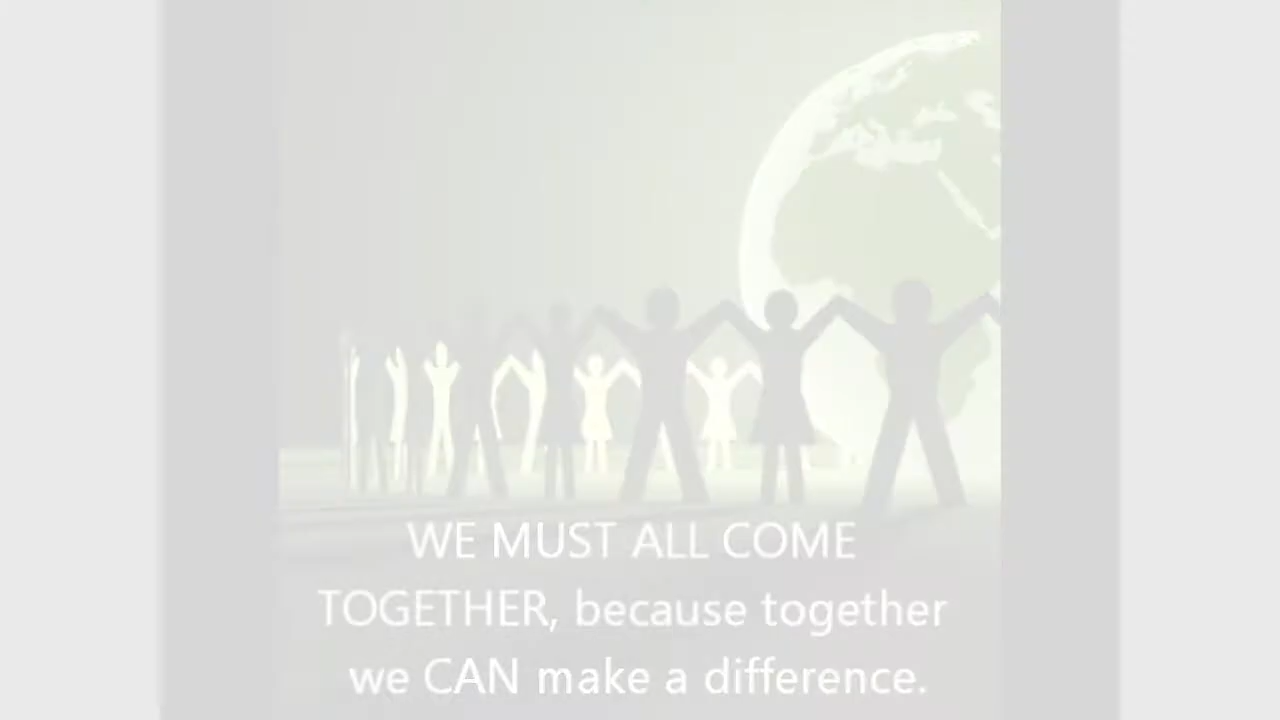 WE MUST ALL COME
TOGETHER, because together
we CAN make a difference.